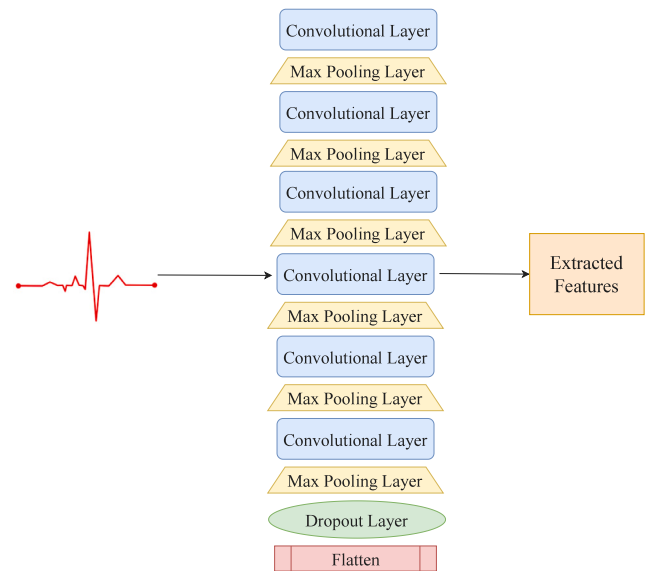 Convolutional Layer
Max Pooling Layer
Convolutional Layer
Max Pooling Layer
Convolutional Layer
Max Pooling Layer
Convolutional Layer
Max Pooling Layer
Convolutional Layer
Max Pooling Layer
Convolutional Layer
Max Pooling Layer
Dropout Layer
Flatten
Extracted
Features